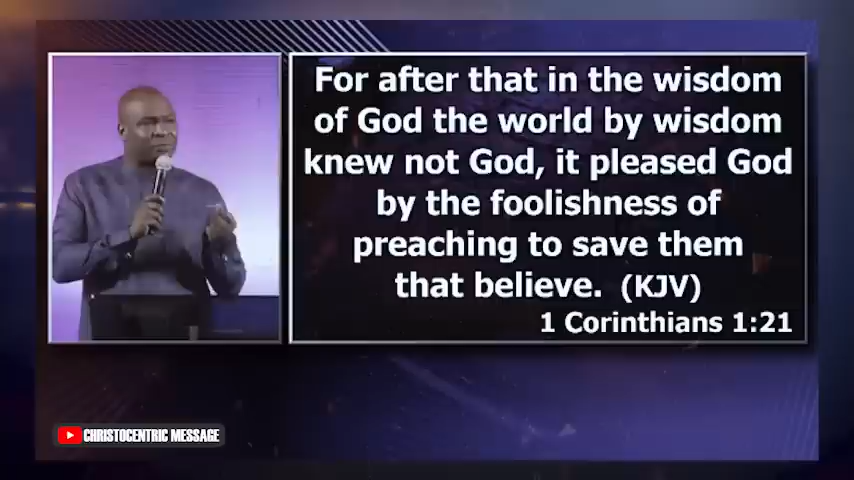 For after that in the wisdom
of God the world by wisdom
knew not God, it pleased God
by the foolishness of
preaching to save them
that believe. (KJV)
1 Corinthians 1:21
CHRISTOCENTRIC MESSAGE